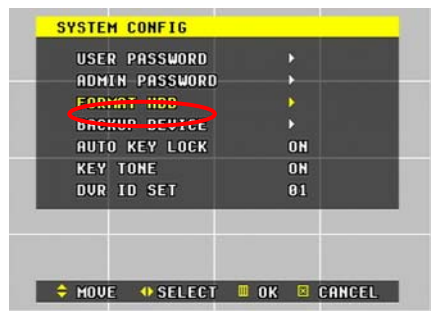 SYSTEM CONFIG
USER PASSWORD
ADMIN PASSWORD
FORMAT HDD
BACKUP DEVICE
AUTO KEY LOCK ON
KEY TONE ON
DVR ID SET 01
MOVE SELECT OK CANCEL